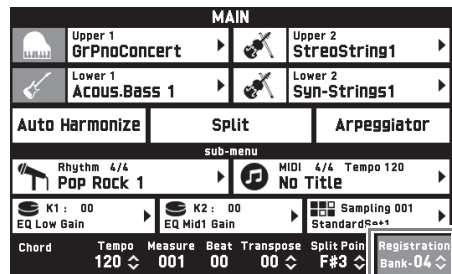 MAIN
Upper 1
GrPnoConcert
Upper 2
StreoString1
Lower 1
Acous.Bass 1
Lower 2
Syn-Strings1
Auto Harmonize Split Arpeggiator
sub-menu
Rhythm 4/4
Pop Rock 1
MIDI 4/4 Tempo 120
No Title
K1 : 00
EQ Low Gain
K2 : 00
EQ Mid1 Gain
Sampling 001
StandardSet1
Chord Tempo Measure Beat Transpose Split Poin Registration
120 001 00 00 F#3 Bank-04